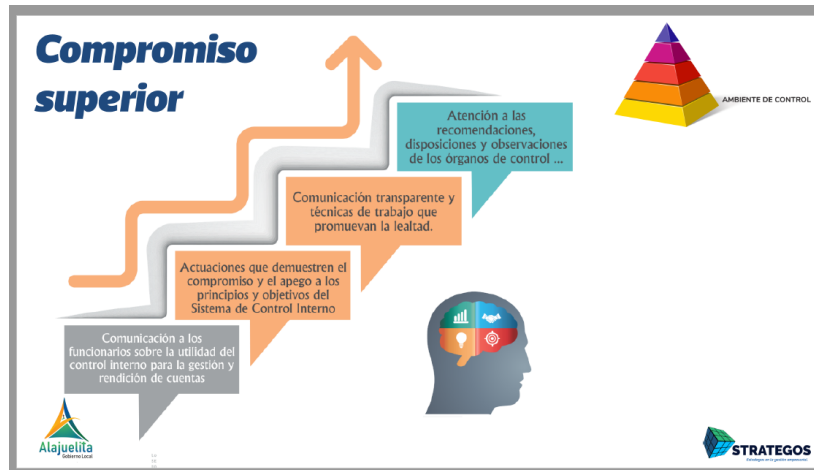 Compromiso
superior
AMBIENTE DE CONTROL
Atención a las
recomendaciones,
disposiciones y observaciones
de los órganos de control ...
Comunicación transparente y
técnicas de trabajo que
promuevan la lealtad.
Actuaciones que demuestren el
compromiso y el apego a los
principios y objetivos del
Sistema de Control Interno
Comunicación a los
funcionarios sobre la utilidad del
control interno para la gestión y
rendición de cuentas
Alajuelita
Gobierno Local
STRATEGOS